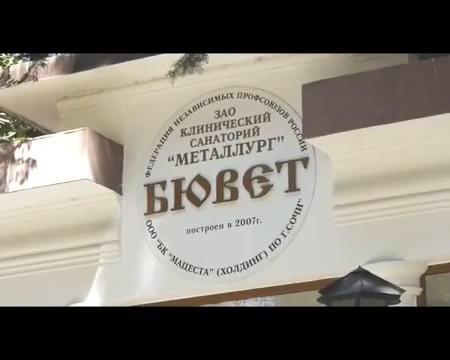 ФЕДЕРАЦИЯ НЕЗАВИСИМЫХ ПРОФСОЮЗОВ РОССИИ
ЗАО
КЛИНИЧЕСКИЙ
САНАТОРИЙ
"МЕТАЛЛУРГ"
БЮВЕТ
построен в 2007г.
ООО "БК "МАЦЕСТА" (ХОЛДИНГ) ПО Г.СОЧИ"